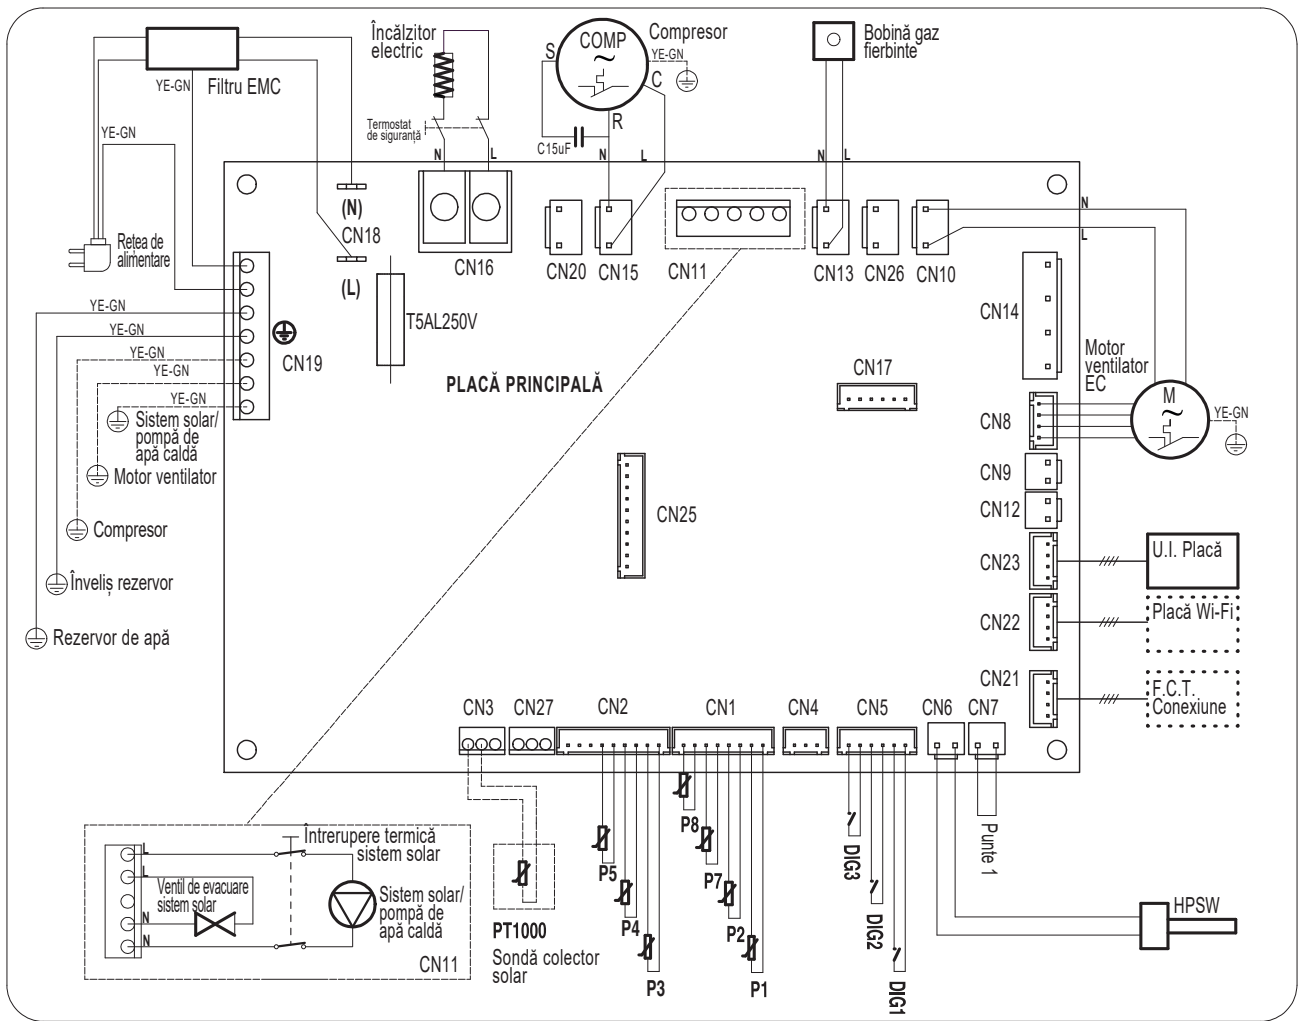 Filtru EMC
YE-GN
YE-GN
Rețea de
alimentare
(N)
CN18
(L)
Încălzitor
electric
Termostat
de siguranță
N
L
CN16
COMP
~
S
C
R
Compresor
YE-GN
C15uF
N
L
CN20
CN15
CN11
Bobină gaz
fierbinte
N
L
CN13
CN26
CN10
N
L
CN14
Motor
ventilator
EC
M
~
YE-GN
T5AL250V
CN19
YE-GN
YE-GN
YE-GN
YE-GN
YE-GN
Sistem solar/
pompă de
apă caldă
Motor ventilator
Compresor
Înveliș rezervor
Rezervor de apă
PLACĂ PRINCIPALĂ
CN17
CN25
CN8
CN9
CN12
CN23
U.I. Placă
CN22
Placă Wi-Fi
CN21
F.C.T.
Conexiune
CN3
CN27
CN2
CN1
CN4
CN5
CN6
CN7
P8
P5
P7
P4
P2
P3
P1
DIG3
DIG2
DIG1
Punte 1
HPSW
PT1000
Sondă colector
solar
L
L
N
N
Întrerupere termică
sistem solar
Ventil de evacuare
sistem solar
Sistem solar/
pompă de
apă caldă
CN11